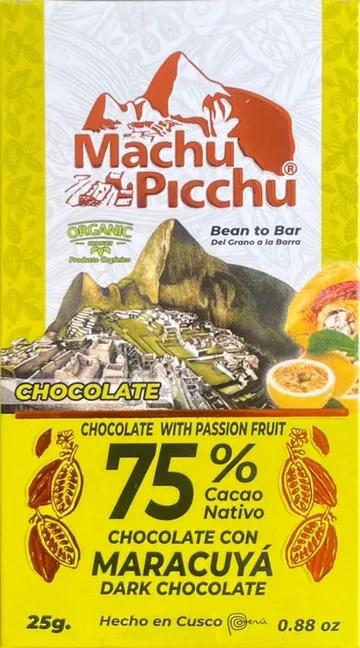 Machu
Picchu®
ORGANIC
PRODUCT
Producto Orgánico
Bean to Bar
Del Grano a la Barra
CHOCOLATE
CHOCOLATE WITH PASSION FRUIT
75%
Cacao
Nativo
CHOCOLATE CON
MARACUYÁ
DARK CHOCOLATE
25g.
Hecho en Cusco
Perú
0.88 oz